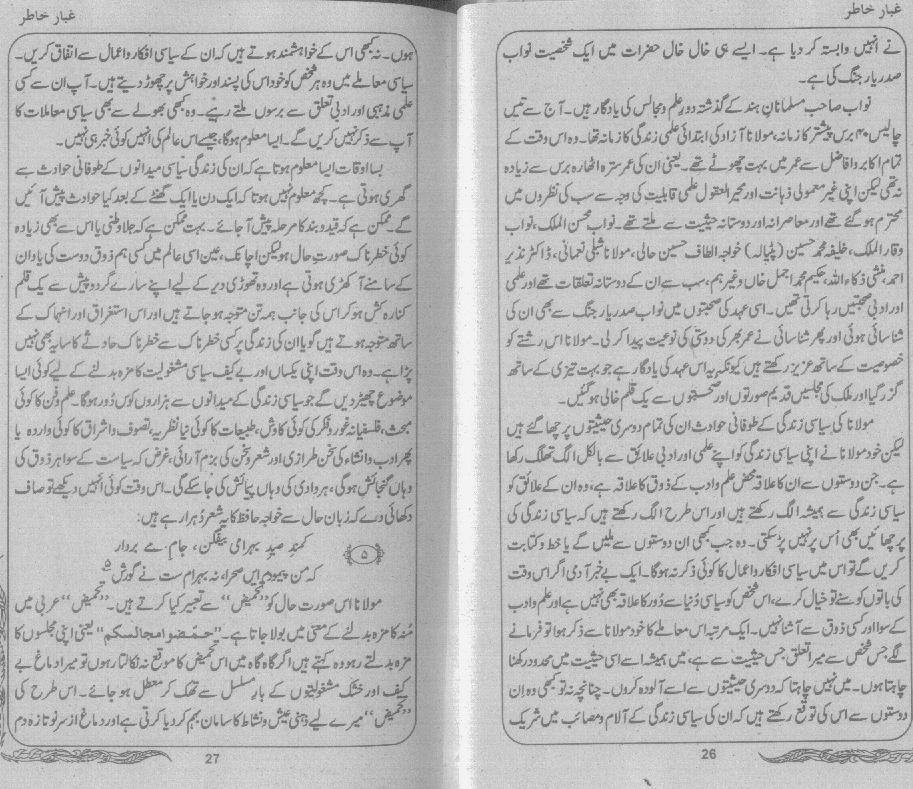 غبار خاطر
نے انہیں وابستہ کر دیا ہے۔ ایسے ہی خال خال حضرات میں ایک شخصیت نواب
صدر یار جنگ کی ہے۔
نواب صاحب مسلمانانِ ہند کے گذشتہ دورِ علم و مجالس کی یادگار ہیں۔ آج سے تیس
چالیس ۴۰ برس پیشتر کا زمانہ، مولانا آزاد کی ابتدائی علمی زندگی کا زمانہ تھا۔ وہ اس وقت کے
تمام اکابر و افاضل سے عمر میں بہت چھوٹے تھے۔ یعنی ان کی عمر سترہ اٹھارہ برس سے زیادہ
نہ تھی لیکن اپنی غیر معمولی ذہانت اور محیر العقول علمی قابلیت کی وجہ سے سب کی نظروں میں
محترم ہو گئے تھے اور معاصرانہ اور دوستانہ حیثیت سے ملتے تھے۔ نواب محسن الملک، نواب
وقار الملک، خلیفہ محمد حسین (پٹیالہ) خواجہ الطاف حسین حالی، مولانا شبلی نعمانی، ڈاکٹر نذیر
احمد، منشی ذکاء اللہ، حکیم محمد اجمل خاں وغیرہم، سب سے ان کے دوستانہ تعلقات تھے اور علمی
اور ادبی صحبتیں رہا کرتی تھیں۔ اسی عہد کی صحبتوں میں نواب صدر یار جنگ سے بھی ان کی
شناسائی ہوئی اور پھر شناسائی نے عمر بھر کی دوستی کی نوعیت پیدا کر لی۔ مولانا اس رشتے کو
خصوصیت کے ساتھ عزیز رکھتے ہیں کیونکہ یہ اس عہد کی یادگار ہے جو بہت تیزی کے ساتھ
گزر گیا اور ملک کی مجلسیں قدیم صورتوں اور صحبتوں سے یک قلم خالی ہو گئیں۔
مولانا کی سیاسی زندگی کے طوفانی حوادث ان کی تمام دوسری حیثیتوں پر چھا گئے ہیں
لیکن خود مولانا نے اپنی سیاسی زندگی کو اپنے علمی اور ادبی علائق سے بالکل الگ تھلگ رکھا
ہے۔ جن دوستوں سے ان کا علاقہ محض علم و ادب کے ذوق کا علاقہ ہے، وہ ان کے علائق کو
سیاسی زندگی سے ہمیشہ الگ رکھتے ہیں اور اس طرح الگ رکھتے ہیں کہ سیاسی زندگی کی
پرچھائیں بھی اُس پر نہیں پڑ سکتی۔ وہ جب بھی ان دوستوں سے ملیں گے یا خط و کتابت
کریں گے تو اس میں سیاسی افکار و اعمال کا کوئی ذکر نہ ہوگا۔ ایک بے خبر آدمی اگر اس وقت
کی باتوں کو سنے تو خیال کرے، اس شخص کو سیاسی دُنیا سے دُور کا علاقہ بھی نہیں ہے اور علم و ادب
کے سوا اور کسی ذوق سے آشنا نہیں۔ ایک مرتبہ اس معاملے کا خود مولانا سے ذکر ہوا تو فرمانے
لگے جس شخص سے میرا تعلق جس حیثیت سے ہے، میں ہمیشہ اسے اسی حیثیت میں محدود رکھنا
چاہتا ہوں۔ میں نہیں چاہتا کہ دوسری حیثیتوں سے اسے آلودہ کروں۔ چنانچہ نہ تو کبھی وہ ان
دوستوں سے اس کی توقع رکھتے ہیں کہ ان کی سیاسی زندگی کے آلام و مصائب میں شریک
26
غبار خاطر
ہوں۔ نہ کبھی اس کے خواہشمند ہوتے ہیں کہ ان کے سیاسی افکار و اعمال سے اتفاق کریں۔
سیاسی معاملے میں وہ ہر شخص کو خود اس کی پسند اور خواہش پر چھوڑ دیتے ہیں۔ آپ ان سے کسی
علمی مذہبی اور ادبی تعلق سے برسوں ملتے رہیے۔ وہ کبھی بھولے سے بھی سیاسی معاملات کا
آپ سے ذکر نہیں کریں گے۔ ایسا معلوم ہوگا، جیسے اس عالم کی انہیں کوئی خبر ہی نہیں۔
بسا اوقات ایسا معلوم ہوتا ہے کہ ان کی زندگی سیاسی میدانوں کے طوفانی حوادث سے
گھری ہوئی ہے۔ کچھ معلوم نہیں ہوتا کہ ایک دن یا ایک گھنٹے کے بعد کیا حوادث پیش آئیں
گے۔ ممکن ہے کہ قید و بند کا مرحلہ پیش آ جائے۔ بہت ممکن ہے کہ جلا وطنی یا اس سے بھی زیادہ
کوئی خطرناک صورتِ حال ہو لیکن اچانک، عین اسی عالم میں کسی ہم ذوق دوست کی یاد ان
کے سامنے آ کھڑی ہوتی ہے اور وہ تھوڑی دیر کے لیے اپنے سارے گرد و پیش سے یک قلم
کنارہ کش ہو کر اس کی جانب ہمہ تن متوجہ ہو جاتے ہیں اور اس استغراق اور انہماک کے
ساتھ متوجہ ہوتے ہیں گویا ان کی زندگی پر کسی خطرناک سے خطرناک حادثے کا سایہ بھی نہیں
پڑا ہے۔ وہ اس وقت اپنی یکساں اور بے کیف سیاسی مشغولیت کا مزہ بدلنے کے لیے کوئی ایسا
موضوع چھیڑ دیں گے جو سیاسی زندگی کے میدانوں سے ہزاروں کوس دُور ہوگا۔ علم و فن کا کوئی
مبحث، فلسفیانہ غور و فکر کی کوئی کاوش، طبیعات کا کوئی نیا نظریہ، تصوف و اشراق کا کوئی واردہ یا
پھر ادب و انشاء کی سخن طرازی اور شعر و سخن کی بزم آرائی، غرض کہ سیاست کے سوا ہر ذوق کی
وہاں گنجائش ہوگی، ہر وادی کی وہاں پیمائش کی جا سکے گی۔ اس وقت کوئی انہیں دیکھے تو صاف
دکھائی دے کہ زبانِ حال سے خواجہ حافظ کا یہ شعر دُہرا رہے ہیں:
کمندِ صید بہرامی بیفگن، جامِ مے بردار
کہ من پیمودم ایں صحرا، نہ بہرام ست نے گورش ۵
مولانا اس صورتِ حال کو ”تحمیض“ سے تعبیر کیا کرتے ہیں۔ ”تحمیض“ عربی میں
مُنہ کا مزہ بدلنے کے معنی میں بولا جاتا ہے۔ ”حَمِّضُوا مجالسکم“ یعنی اپنی مجلسوں کا
مزہ بدلتے رہو وہ کہتے ہیں اگر گاہ گاہ میں اس تحمیض کا موقع نہ نکالتا رہوں تو میرا دماغ بے
کیف اور خشک مشغولیتوں کے بارِ مسلسل سے تھک کر معطل ہو جائے۔ اس طرح کی
”تحمیض“ میرے لیے ذہنی عیش و نشاط کا سامان بہم کر دیا کرتی ہے اور دماغ از سرِ نو تازہ دم
27